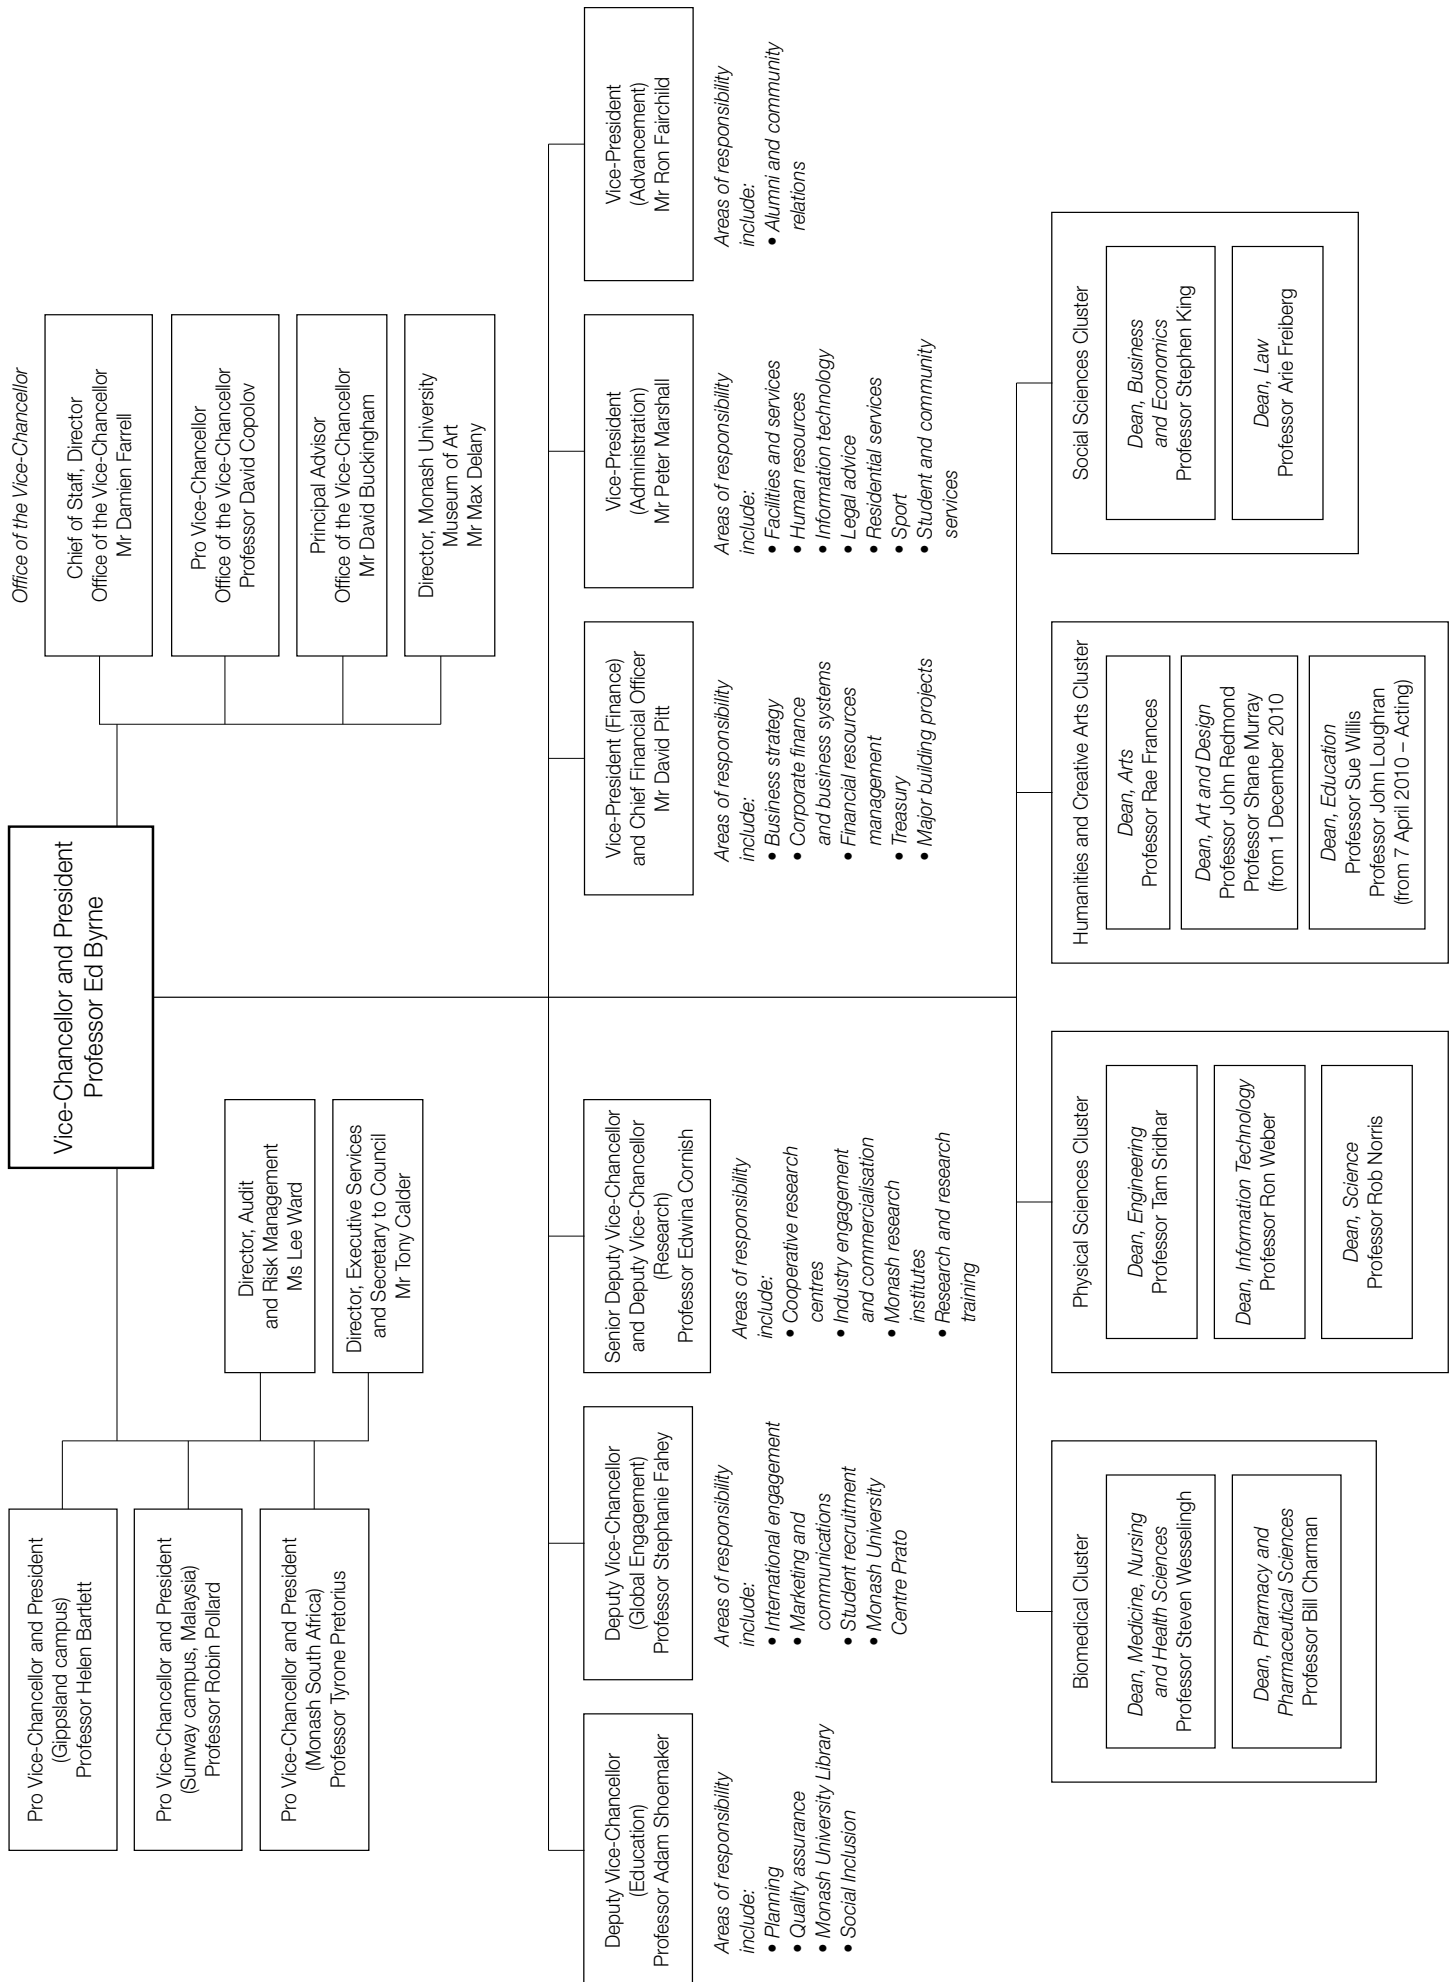 Vice-Chancellor and President
Professor Ed Byrne
Pro Vice-Chancellor and President
(Gippsland campus)
Professor Helen Bartlett
Pro Vice-Chancellor and President
(Sunway campus, Malaysia)
Professor Robin Pollard
Pro Vice-Chancellor and President
(Monash South Africa)
Professor Tyrone Pretorius
Director, Audit
and Risk Management
Ms Lee Ward
Director, Executive Services
and Secretary to Council
Mr Tony Calder
Office of the Vice-Chancellor
Chief of Staff, Director
Office of the Vice-Chancellor
Mr Damien Farrell
Pro Vice-Chancellor
Office of the Vice-Chancellor
Professor David Copolov
Principal Advisor
Office of the Vice-Chancellor
Mr David Buckingham
Director, Monash University
Museum of Art
Mr Max Delany
Deputy Vice-Chancellor
(Education)
Professor Adam Shoemaker
Areas of responsibility
include:
• Planning
• Quality assurance
• Monash University Library
• Social Inclusion
Deputy Vice-Chancellor
(Global Engagement)
Professor Stephanie Fahey
Areas of responsibility
include:
• International engagement
• Marketing and
communications
• Student recruitment
• Monash University
Centre Prato
Senior Deputy Vice-Chancellor
and Deputy Vice-Chancellor
(Research)
Professor Edwina Cornish
Areas of responsibility
include:
• Cooperative research
centres
• Industry engagement
and commercialisation
• Monash research
institutes
• Research and research
training
Vice-President (Finance)
and Chief Financial Officer
Mr David Pitt
Areas of responsibility
include:
• Business strategy
• Corporate finance
and business systems
• Financial resources
management
• Treasury
• Major building projects
Vice-President
(Administration)
Mr Peter Marshall
Areas of responsibility
include:
• Facilities and services
• Human resources
• Information technology
• Legal advice
• Residential services
• Sport
• Student and community
services
Vice-President
(Advancement)
Mr Ron Fairchild
Areas of responsibility
include:
• Alumni and community
relations
Biomedical Cluster
Dean, Medicine, Nursing
and Health Sciences
Professor Steven Wesselingh
Dean, Pharmacy and
Pharmaceutical Sciences
Professor Bill Charman
Physical Sciences Cluster
Dean, Engineering
Professor Tam Sridhar
Dean, Information Technology
Professor Ron Weber
Dean, Science
Professor Rob Norris
Humanities and Creative Arts Cluster
Dean, Arts
Professor Rae Frances
Dean, Art and Design
Professor John Redmond
Professor Shane Murray
(from 1 December 2010
Dean, Education
Professor Sue Willis
Professor John Loughran
(from 7 April 2010 – Acting)
Social Sciences Cluster
Dean, Business
and Economics
Professor Stephen King
Dean, Law
Professor Arie Freiberg